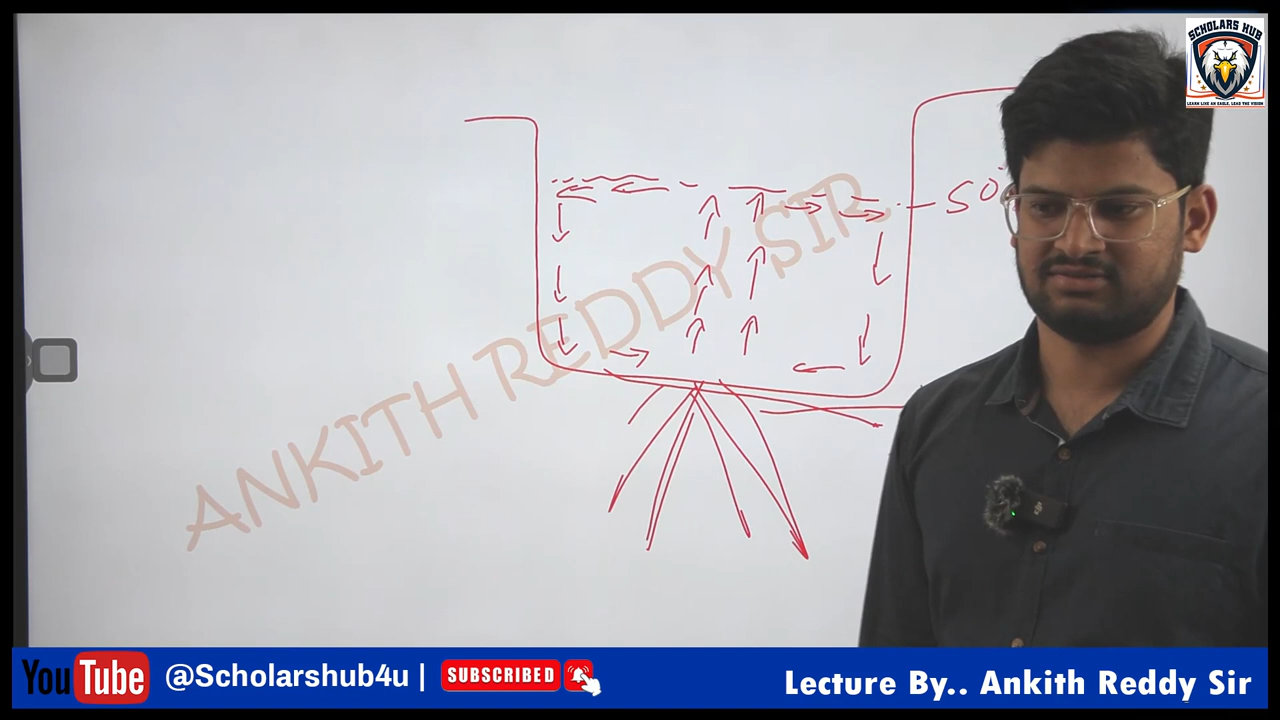 SCHOLARS HUB
LEARN LIKE AN EAGLE, LEAD THE VISION
50
ANKITH REDDY SIR
YouTube @Scholarshub4u | SUBSCRIBED
Lecture By.. Ankith Reddy Sir